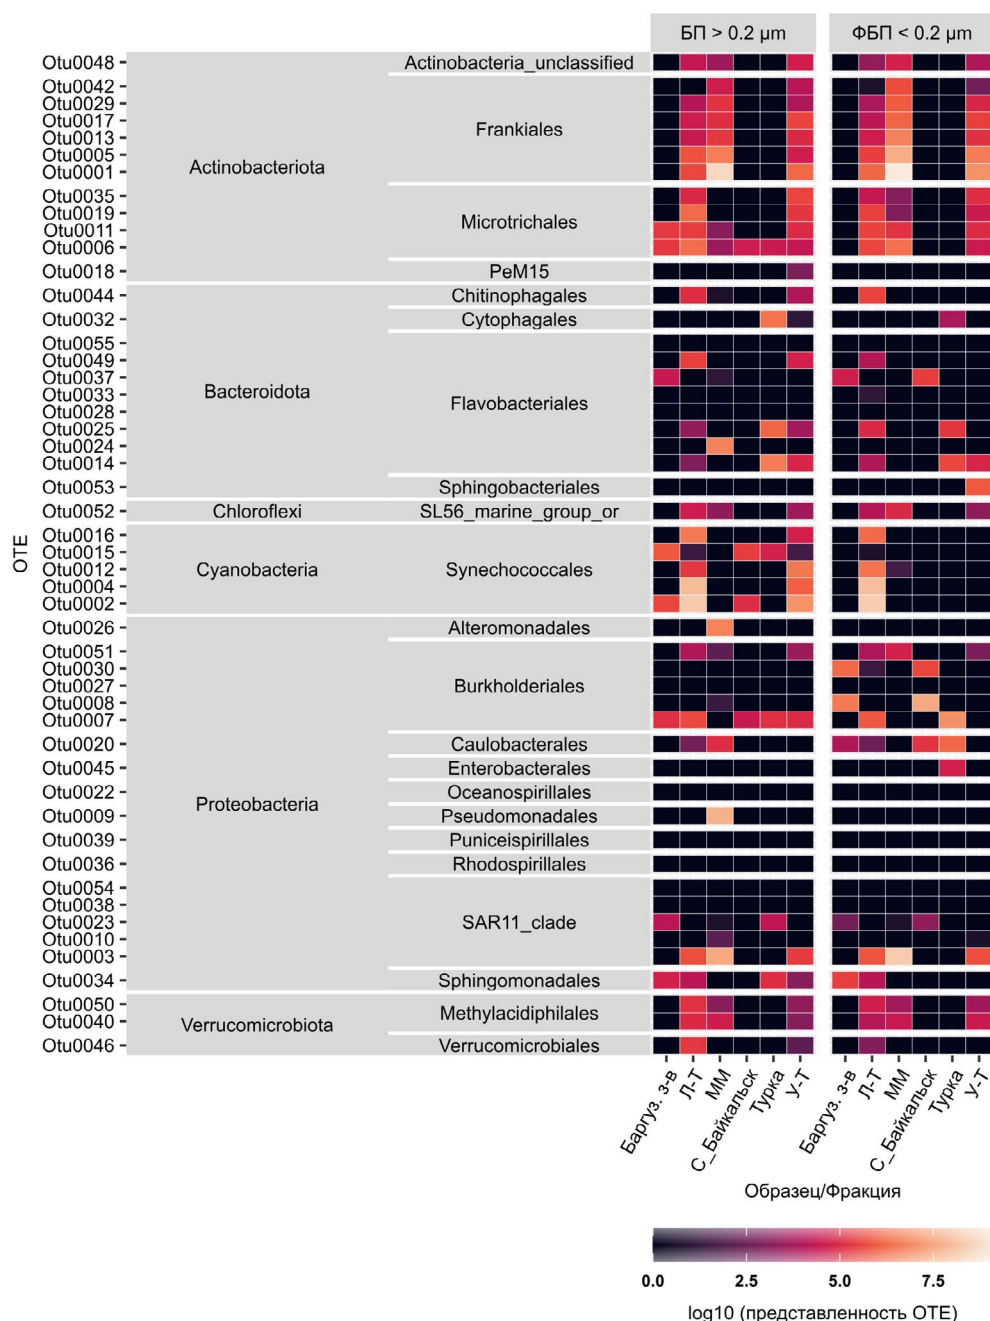 БП > 0.2 µm ФБП < 0.2 µm
Otu0048 Actinobacteria_unclassified
Otu0042
Otu0029
Otu0017 Frankiales
Otu0013
Otu0005 Actinobacteriota
Otu0001
Otu0035
Otu0019 Microtrichales
Otu0011
Otu0006
Otu0018 PeM15
Otu0044 Chitinophagales
Otu0032 Cytophagales
Otu0055
Otu0049
Otu0037 Bacteroidota
Otu0033 Flavobacteriales
Otu0028
Otu0025
Otu0024
Otu0014
Otu0053 Sphingobacteriales
Otu0052 Chloroflexi SL56_marine_group_or
ОТЕ
Otu0016
Otu0015
Otu0012 Cyanobacteria Synechococcales
Otu0004
Otu0002
Otu0026 Alteromonadales
Otu0051
Otu0030
Otu0027 Burkholderiales
Otu0008
Otu0007
Otu0020 Caulobacterales
Otu0045 Enterobacterales
Otu0022 Proteobacteria Oceanospirillales
Otu0009 Pseudomonadales
Otu0039 Puniceispirillales
Otu0036 Rhodospirillales
Otu0054
Otu0038
Otu0023 SAR11_clade
Otu0010
Otu0003
Otu0034 Sphingomonadales
Otu0050 Methylacidiphilales
Otu0040 Verrucomicrobiota
Otu0046 Verrucomicrobiales
Баргуз. з-в Л-Т ММ С_Байкальск Турка У-Т Баргуз. з-в Л-Т ММ С_Байкальск Турка У-Т
Образец/Фракция
0.0 2.5 5.0 7.5
log10 (представленность ОТЕ)